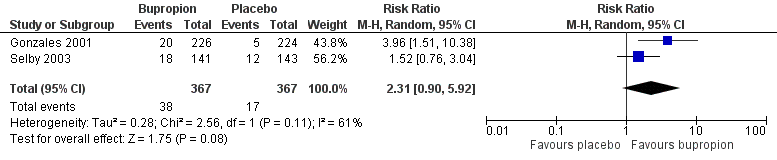 Bupropion Placebo Risk Ratio Risk Ratio
Study or Subgroup Events Total Events Total Weight M-H, Random, 95% CI M-H, Random, 95% CI
Gonzales 2001 20 226 5 224 43.8% 3.96 [1.51, 10.38]
Selby 2003 18 141 12 143 56.2% 1.52 [0.76, 3.04]
Total (95% CI) 367 367 100.0% 2.31 [0.90, 5.92]
Total events 38 17
Heterogeneity: Tau² = 0.28; Chi² = 2.56, df = 1 (P = 0.11); I² = 61%
Test for overall effect: Z = 1.75 (P = 0.08)
0.01 0.1 1 10 100
Favours placebo Favours bupropion